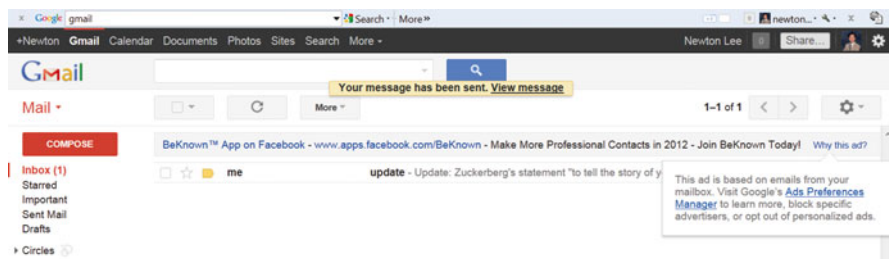 x Google gmail Search More» newton...
+Newton Gmail Calendar Documents Photos Sites Search More Newton Lee 0 Share...
Gmail
Your message has been sent. View message
Mail C More 1–1 of 1 < >
COMPOSE
BeKnown™ App on Facebook - www.apps.facebook.com/BeKnown - Make More Professional Contacts in 2012 - Join BeKnown Today! Why this ad?
Inbox (1)
me update - Update: Zuckerberg's statement "to tell the story of y
Starred
Important
Sent Mail
Drafts
Circles
This ad is based on emails from your
mailbox. Visit Google's Ads Preferences
Manager to learn more, block specific
advertisers, or opt out of personalized ads.